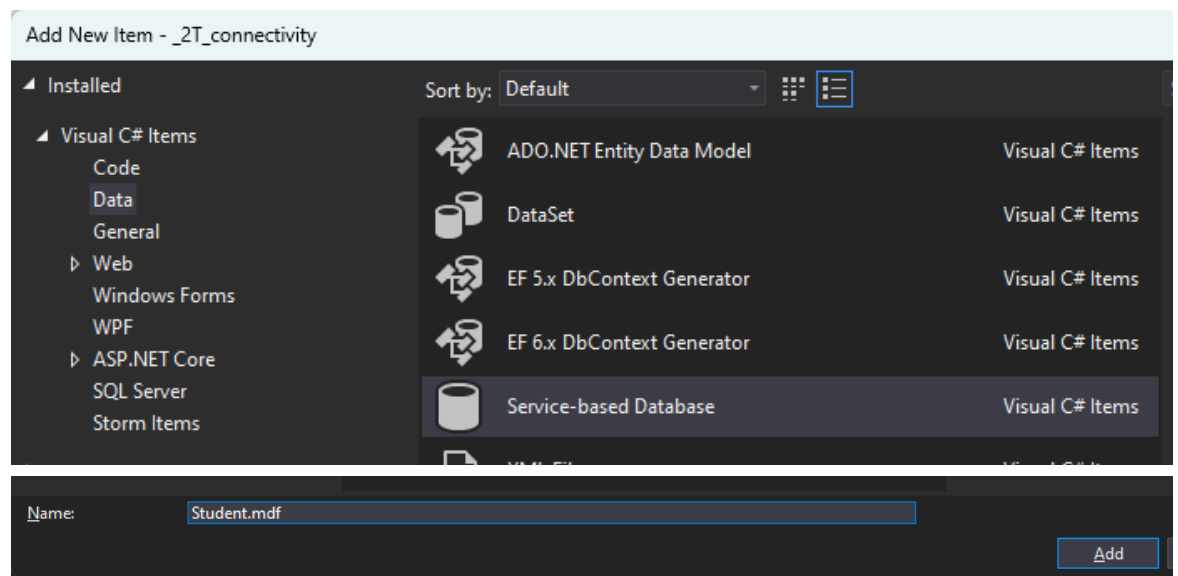 Add New Item - _2T_connectivity
Installed
Sort by: Default
Visual C# Items
Code
Data
General
Web
Windows Forms
WPF
ASP.NET Core
SQL Server
Storm Items
ADO.NET Entity Data Model Visual C# Items
DataSet Visual C# Items
EF 5.x DbContext Generator Visual C# Items
EF 6.x DbContext Generator Visual C# Items
Service-based Database Visual C# Items
Name: Student.mdf
Add